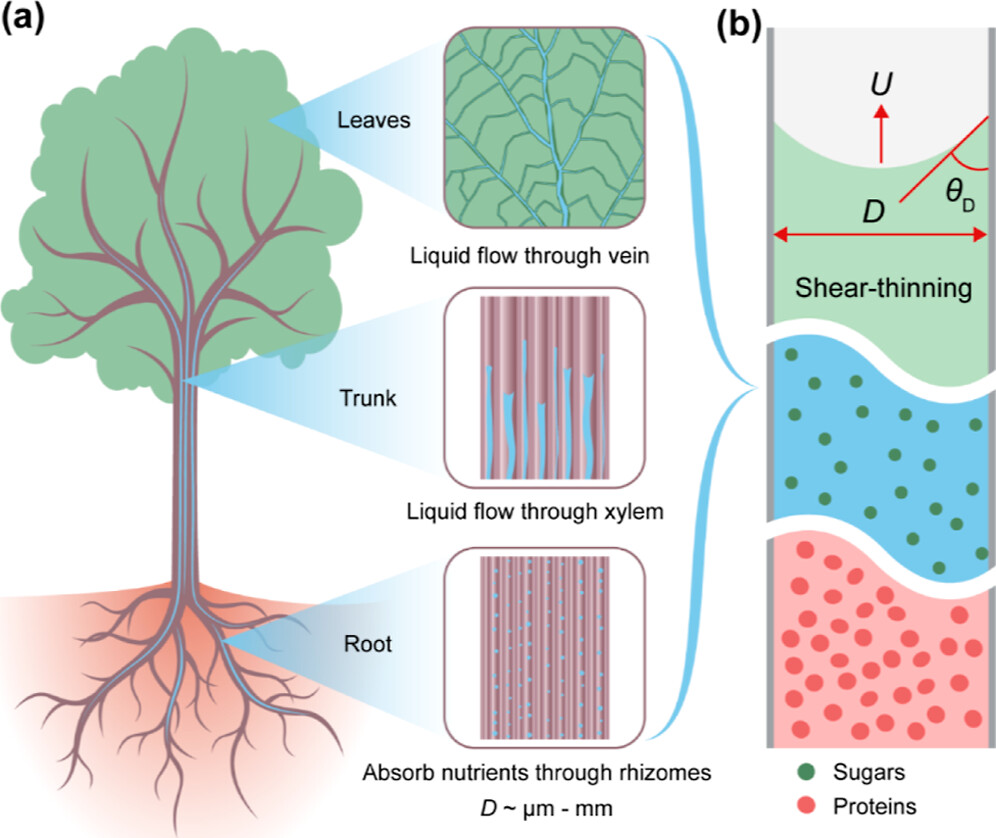 (a)
Leaves
Liquid flow through vein
Trunk
Liquid flow through xylem
Root
Absorb nutrients through rhizomes
D ~ μm - mm
(b)
U
θD
D
Shear-thinning
Sugars
Proteins